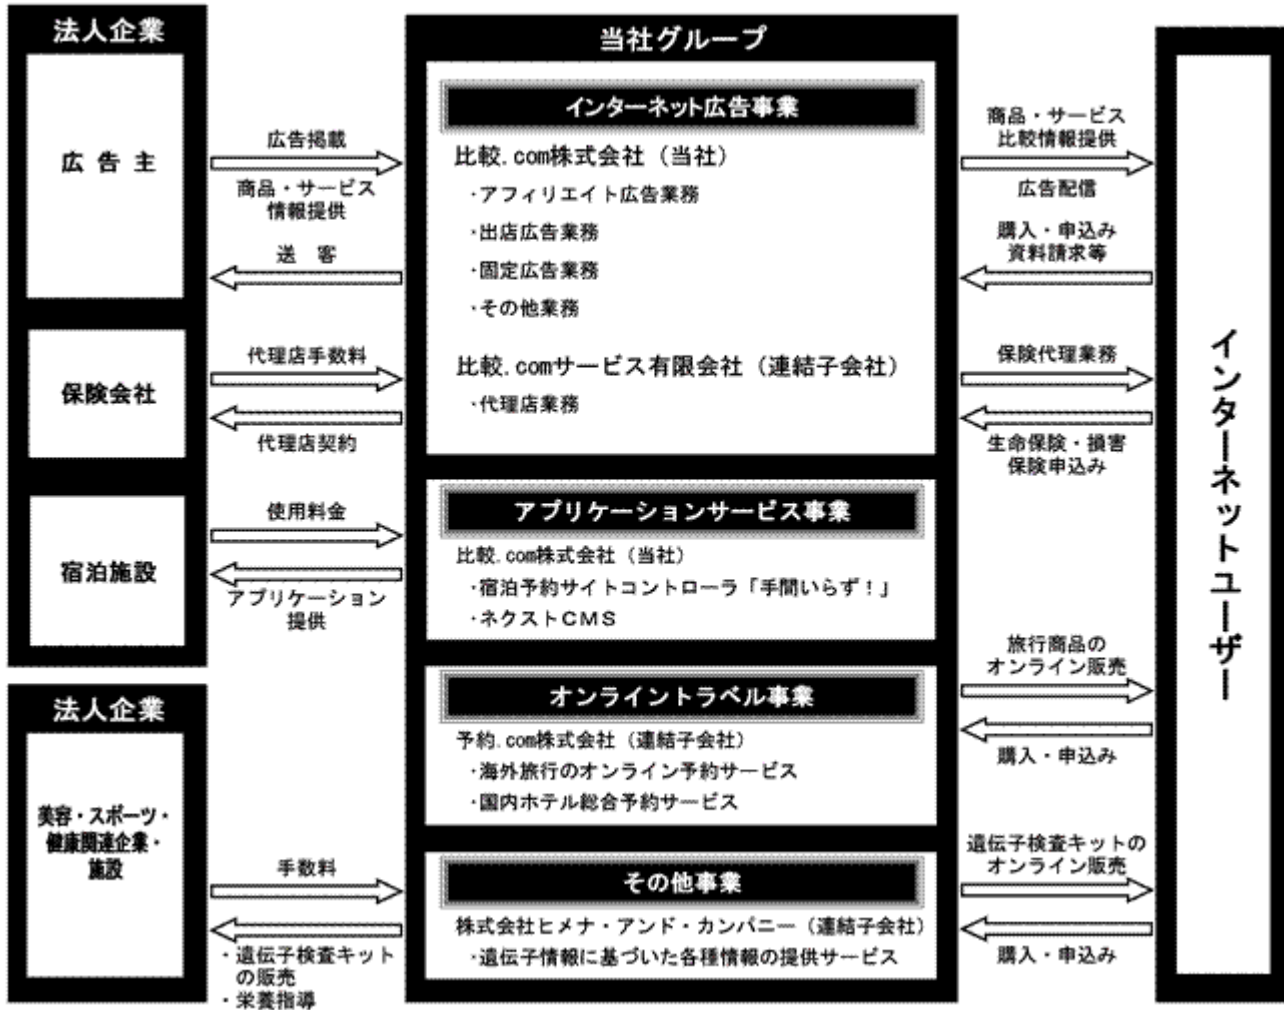 法人企業
広告主
広告掲載
商品・サービス
情報提供
送 客
保険会社
代理店手数料
代理店契約
宿泊施設
使用料金
アプリケーション
提供
法人企業
美容・スポーツ・
健康関連企業・
施設
手数料
・遺伝子検査キット
の販売
・栄養指導
当社グループ
インターネット広告事業
比較.com株式会社（当社）
・アフィリエイト広告業務
・出店広告業務
・固定広告業務
・その他業務
比較.comサービス有限会社（連結子会社）
・代理店業務
アプリケーションサービス事業
比較.com株式会社（当社）
・宿泊予約サイトコントローラ「手間いらず！」
・ネクストCMS
オンライントラベル事業
予約.com株式会社（連結子会社）
・海外旅行のオンライン予約サービス
・国内ホテル総合予約サービス
その他事業
株式会社ヒメナ・アンド・カンパニー（連結子会社）
・遺伝子情報に基づいた各種情報の提供サービス
商品・サービス
比較情報提供
広告配信
購入・申込み
資料請求等
保険代理業務
生命保険・損害
保険申込み
旅行商品の
オンライン販売
購入・申込み
遺伝子検査キットの
オンライン販売
購入・申込み
インターネットユーザー